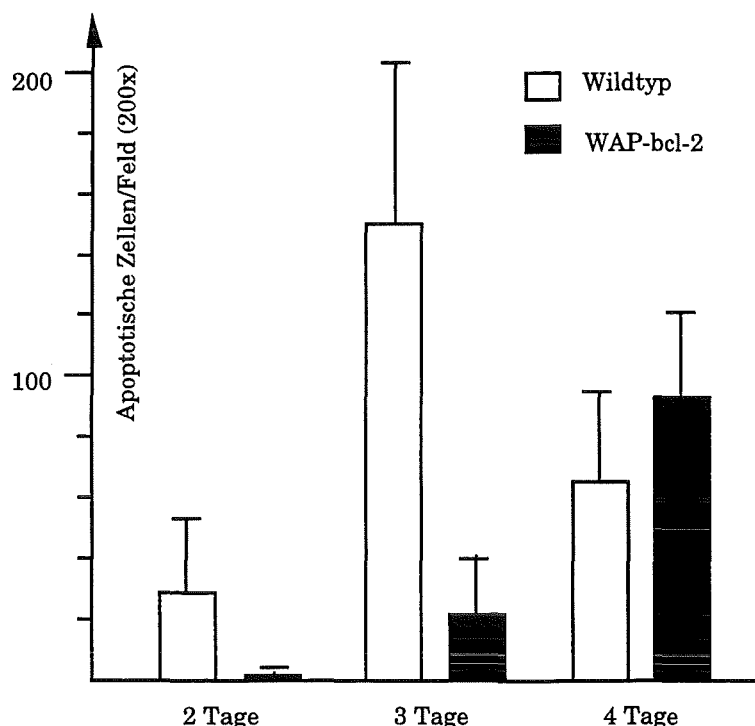 200
100
Apoptotische Zellen/Feld (200x)
Wildtyp
WAP-bcl-2
2 Tage
3 Tage
4 Tage